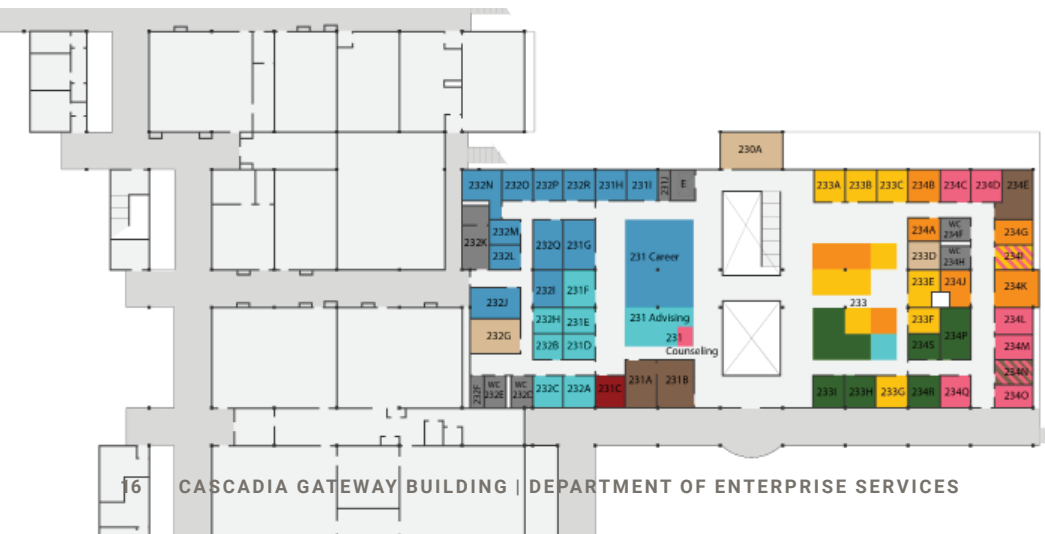 230A
232N 232O 232P 232R 231H 231I 231J E
233A 233B 233C 234B 234C 234D 234E
232M
232K
232L
232Q 231G
231 Career
234A WC 234F
234G
233D WC 234H
234I
232I 231F
233E 234J
234K
232J
233
232H 231E
231 Advising
233F
234P
234L
232G
231
Counseling
232B 231D
234S
234M
234N
232F WC 232E WC 232D 232C 232A 231C 231A 231B
233I 233H 233G 234R 234Q 234O
16 CASCADIA GATEWAY BUILDING | DEPARTMENT OF ENTERPRISE SERVICES